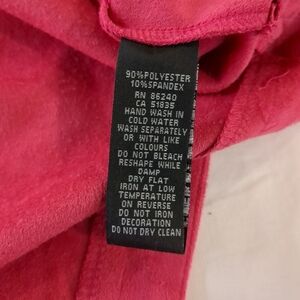 90%POLYESTER
10%SPANDEX
RN 86240
CA 51835
HAND WASH IN
COLD WATER
WASH SEPARATELY
OR WITH LIKE
COLOURS
DO NOT BLEACH
RESHAPE WHILE
DAMP
DRY FLAT
IRON AT LOW
TEMPERATURE
ON REVERSE
DO NOT IRON
DECORATION
DO NOT DRY CLEAN